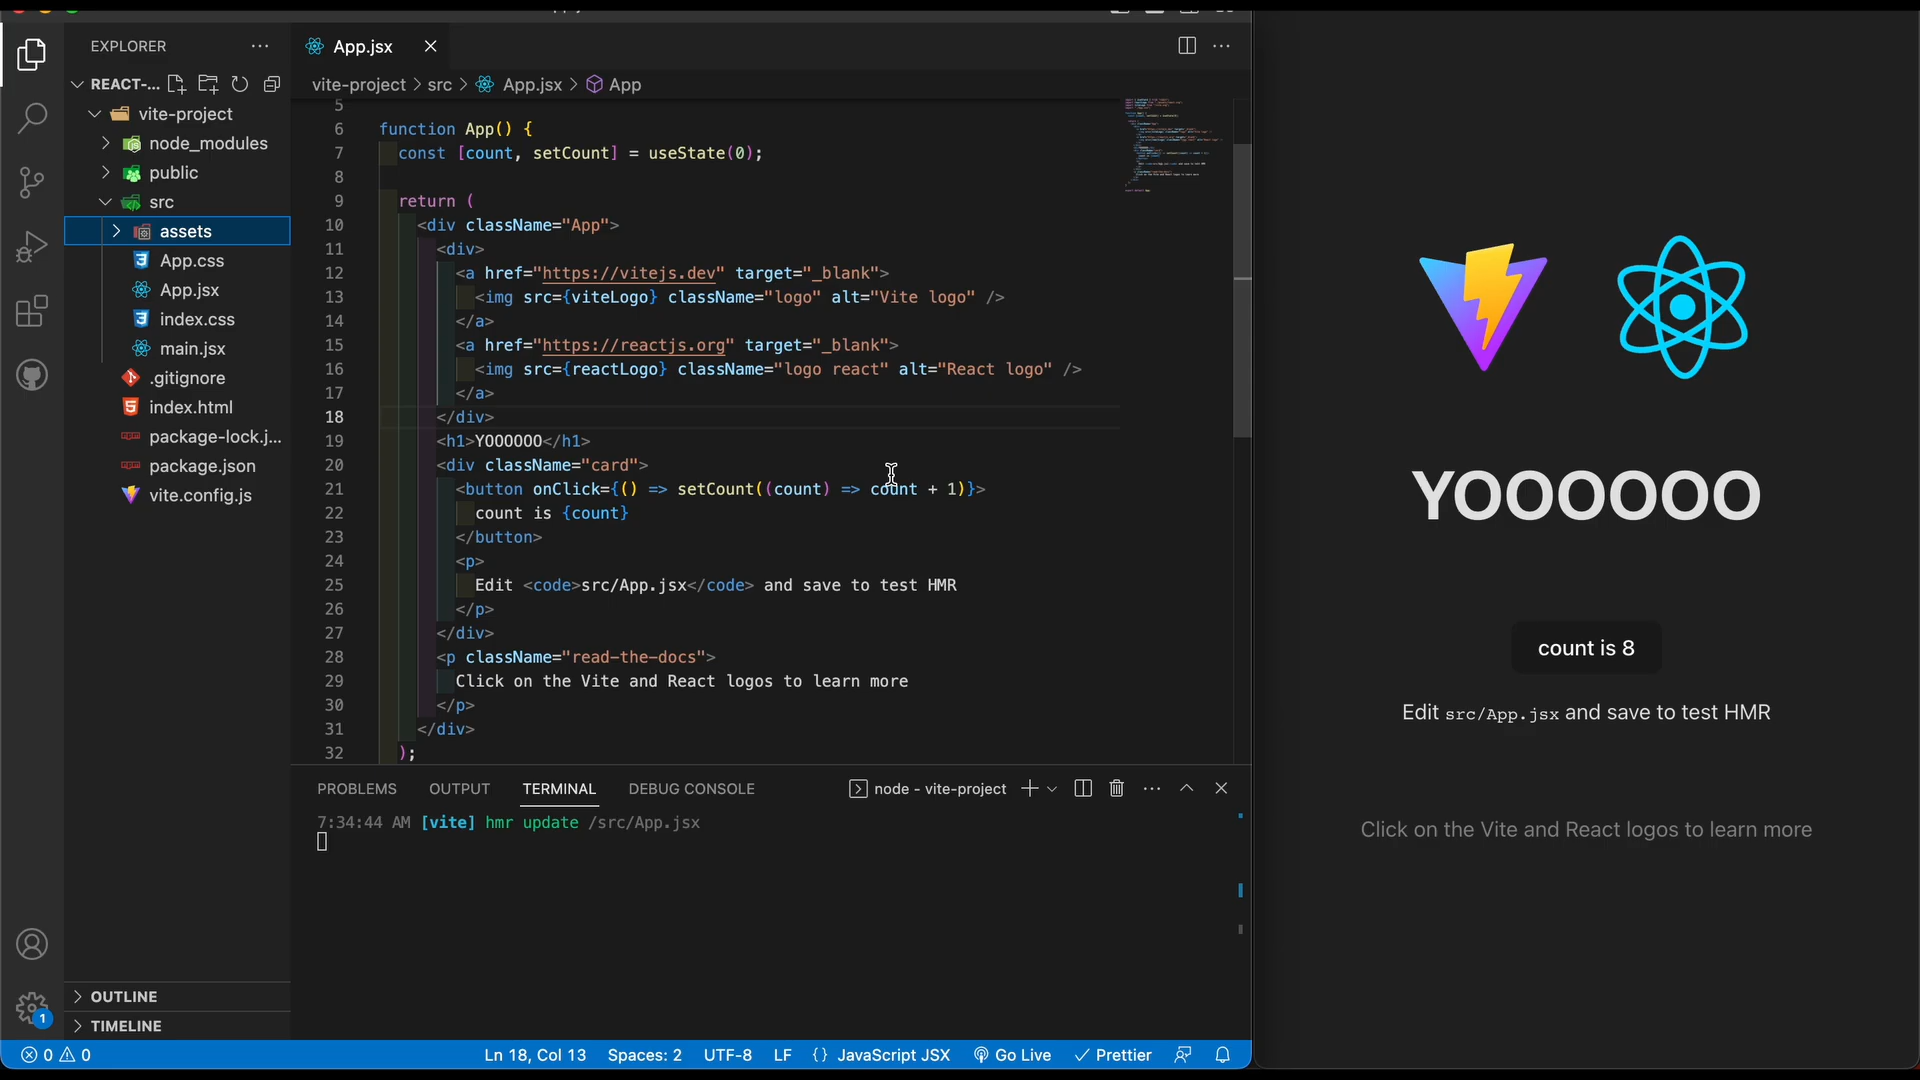 EXPLORER
REACT-...
vite-project
node_modules
public
src
assets
App.css
App.jsx
index.css
main.jsx
.gitignore
index.html
package-lock.j...
package.json
vite.config.js
OUTLINE
TIMELINE
1
App.jsx
vite-project > src > App.jsx > App
5
6 function App() {
7 const [count, setCount] = useState(0);
8
9 return (
10 <div className="App">
11 <div>
12 <a href="https://vitejs.dev" target="_blank">
13 <img src={viteLogo} className="logo" alt="Vite logo" />
14 </a>
15 <a href="https://reactjs.org" target="_blank">
16 <img src={reactLogo} className="logo react" alt="React logo" />
17 </a>
18 </div>
19 <h1>YOOOOOO</h1>
20 <div className="card">
21 <button onClick={() => setCount((count) => count + 1)}>
22 count is {count}
23 </button>
24 <p>
25 Edit <code>src/App.jsx</code> and save to test HMR
26 </p>
27 </div>
28 <p className="read-the-docs">
29 Click on the Vite and React logos to learn more
30 </p>
31 </div>
32 );
PROBLEMS OUTPUT TERMINAL DEBUG CONSOLE node - vite-project
7:34:44 AM [vite] hmr update /src/App.jsx
0 0 Ln 18, Col 13 Spaces: 2 UTF-8 LF {} JavaScript JSX Go Live Prettier
YOOOOOO
count is 8
Edit src/App.jsx and save to test HMR
Click on the Vite and React logos to learn more